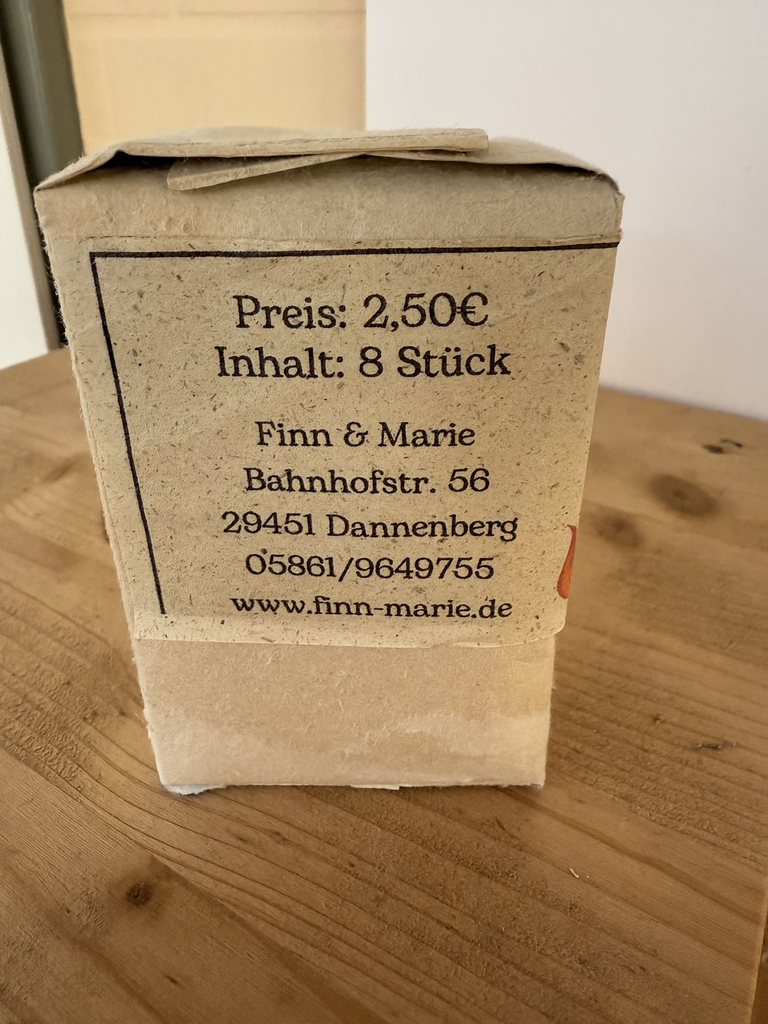 Preis: 2,50€
Inhalt: 8 Stück
Finn & Marie
Bahnhofstr. 56
29451 Dannenberg
05861/9649755
www.finn-marie.de